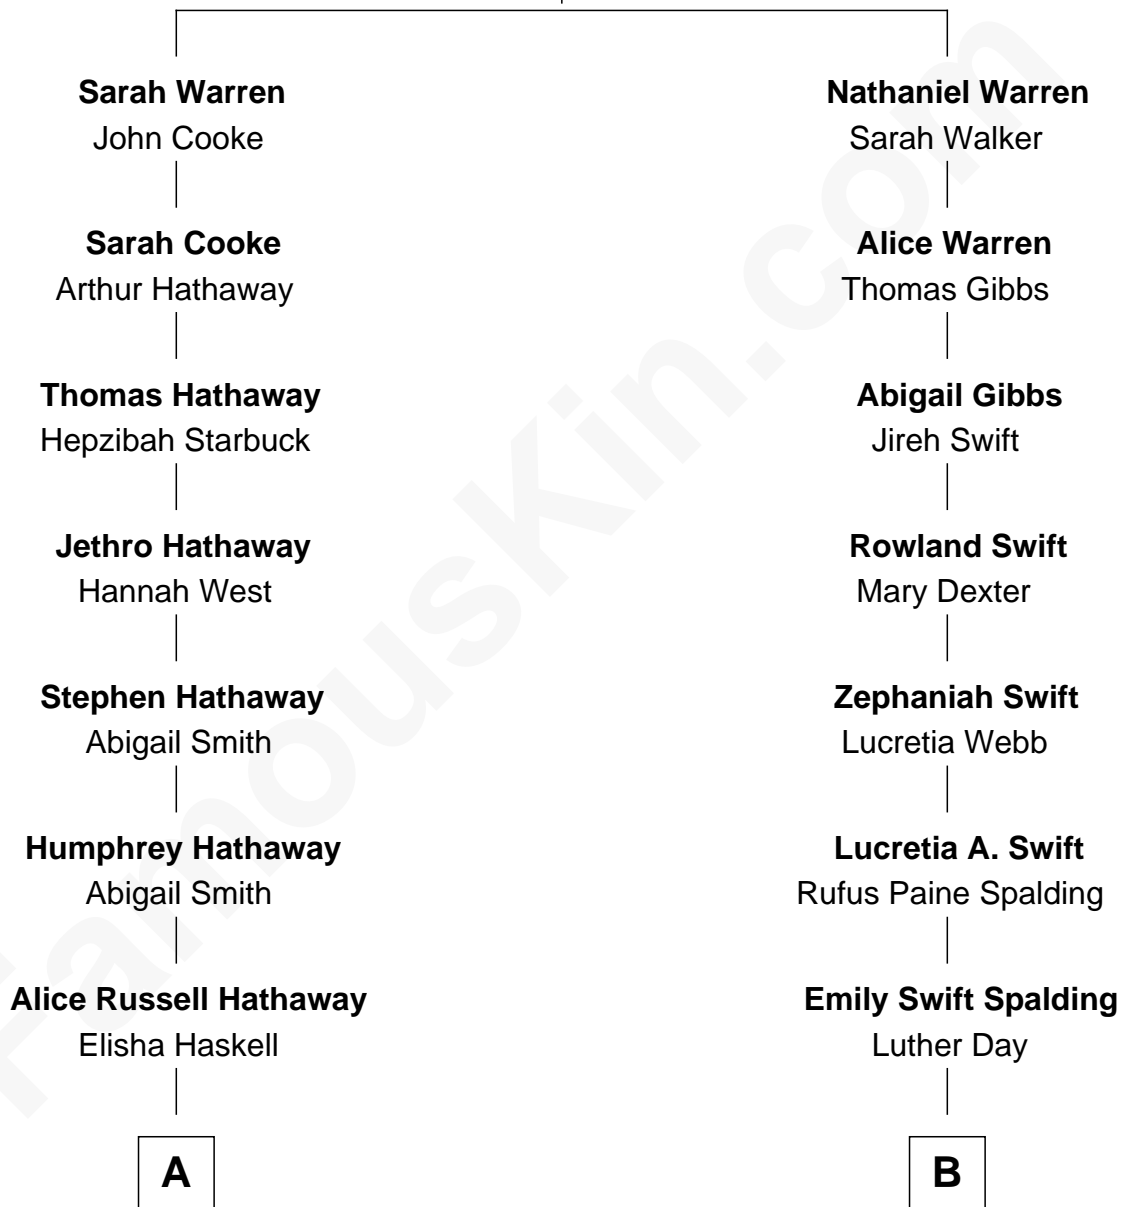 Sarah Warren
John Cooke
Nathaniel Warren
Sarah Walker
Sarah Cooke
Arthur Hathaway
Alice Warren
Thomas Gibbs
Thomas Hathaway
Hepzibah Starbuck
Abigail Gibbs
Jireh Swift
Jethro Hathaway
Hannah West
Rowland Swift
Mary Dexter
Stephen Hathaway
Abigail Smith
Zephaniah Swift
Lucretia Webb
Humphrey Hathaway
Abigail Smith
Lucretia A. Swift
Rufus Paine Spalding
Alice Russell Hathaway
Elisha Haskell
Emily Swift Spalding
Luther Day
A
B
FamousKin.com